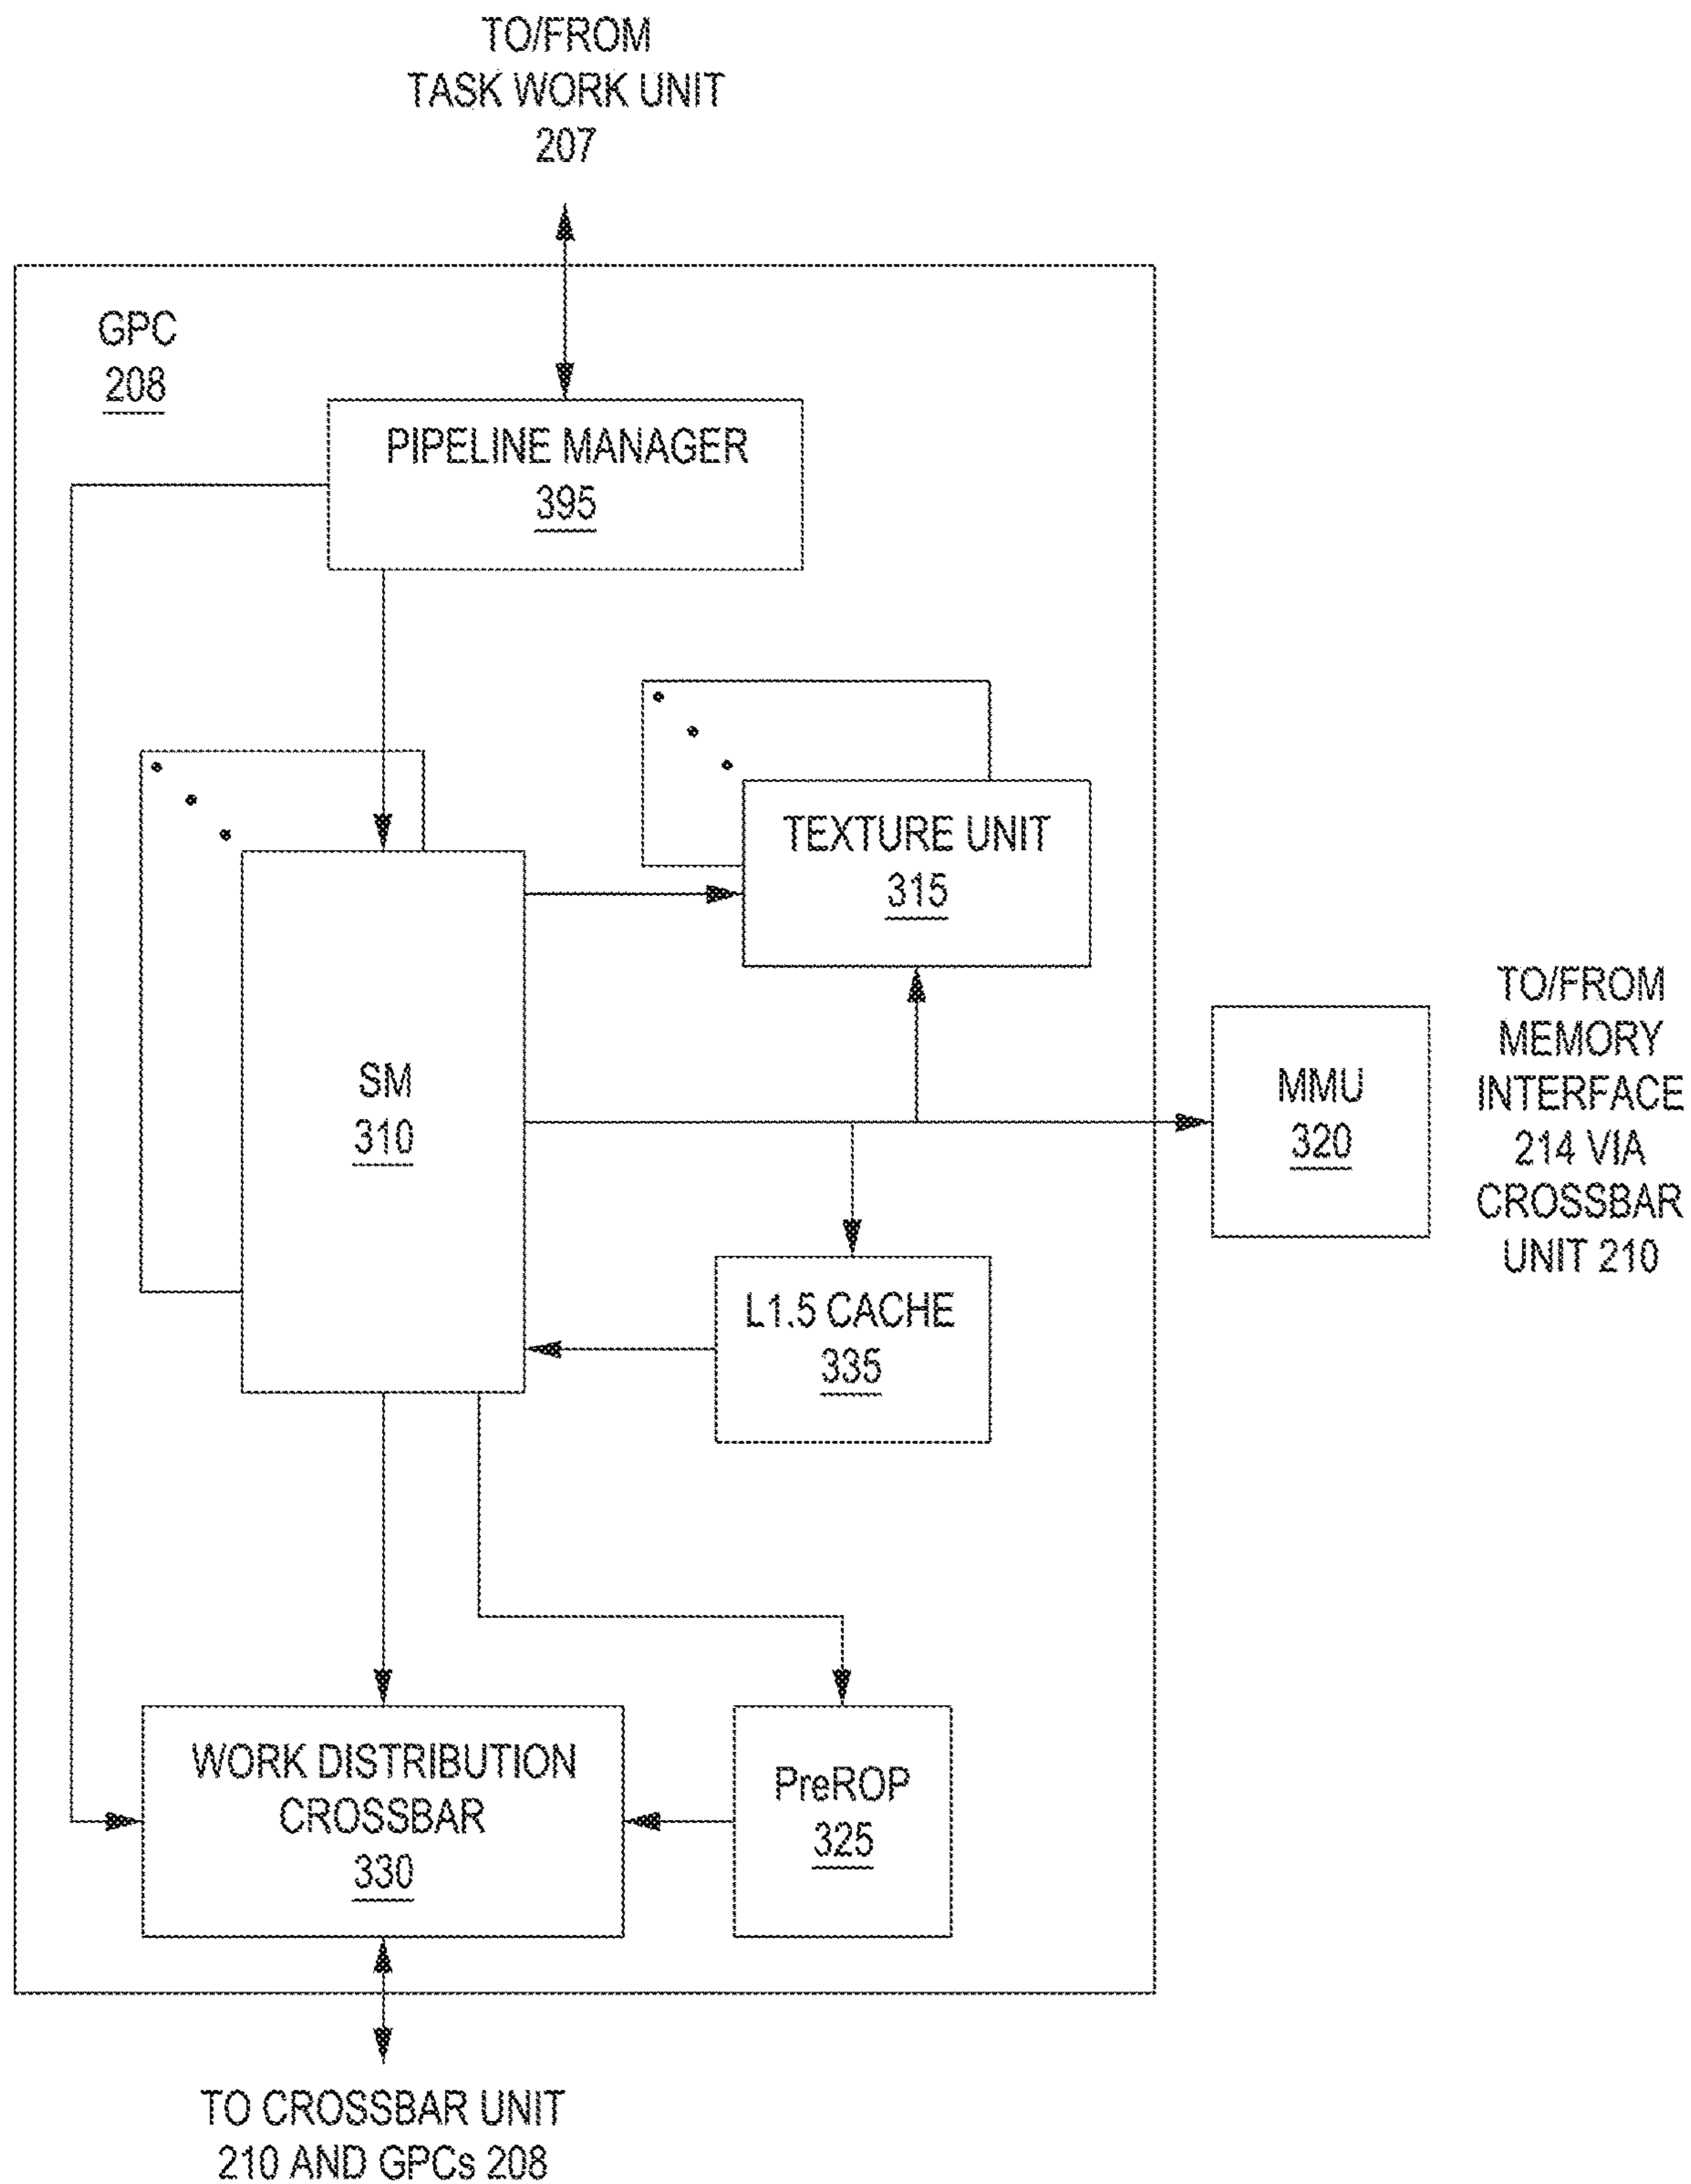 TO/FROM
TASK WORK UNIT
207
GPC
208
PIPELINE MANAGER
395
TEXTURE UNIT
315
SM
310
MMU
320
TO/FROM
MEMORY
INTERFACE
214 VIA
CROSSBAR
UNIT 210
L1.5 CACHE
335
WORK DISTRIBUTION
CROSSBAR
330
PreROP
325
TO CROSSBAR UNIT
210 AND GPCs 208